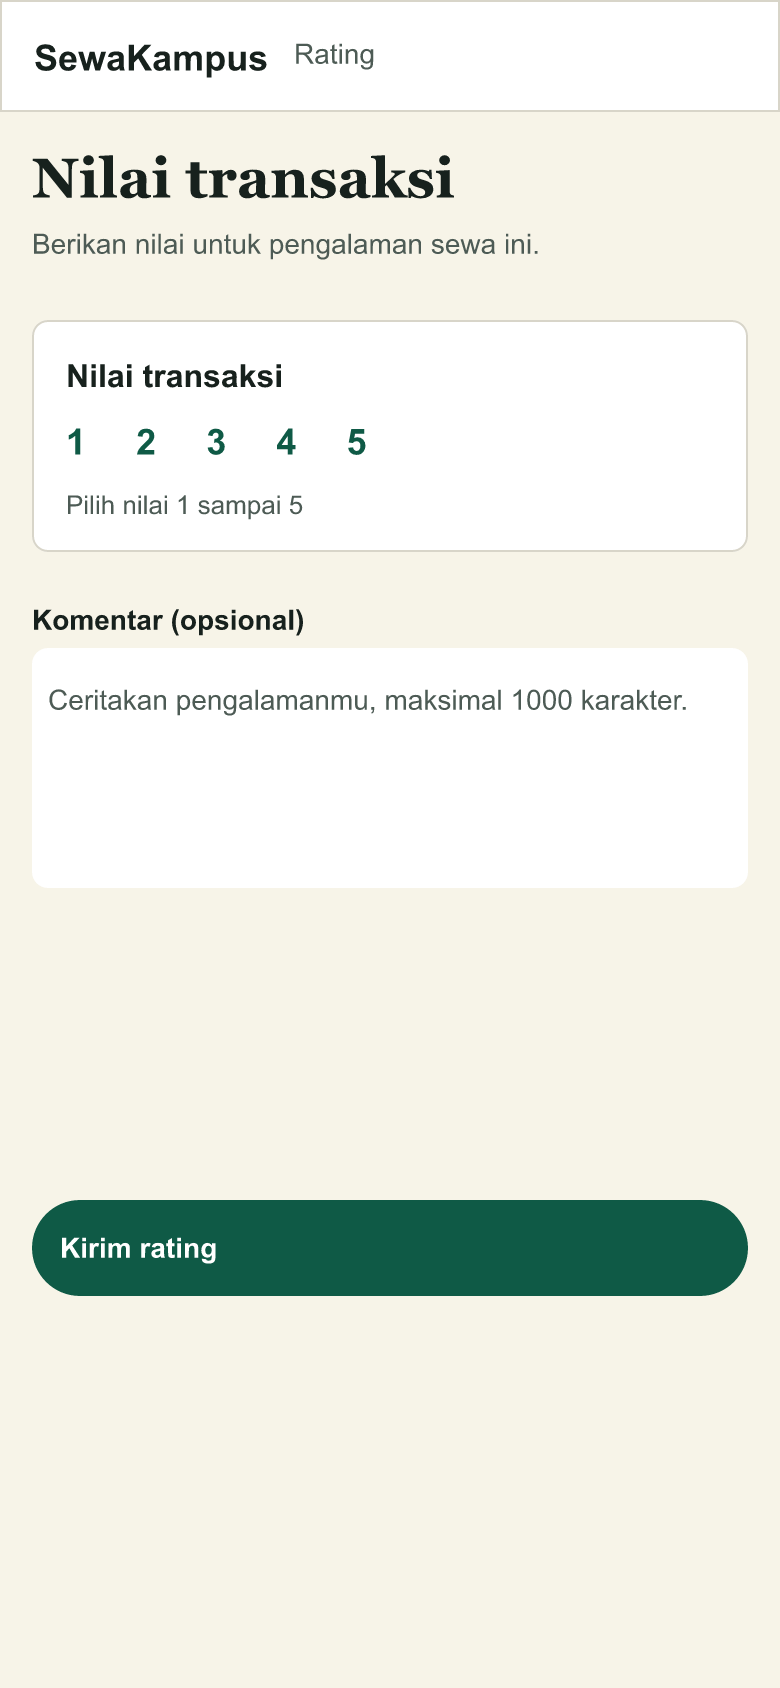 SewaKampus Rating
Nilai transaksi
Berikan nilai untuk pengalaman sewa ini.
Nilai transaksi
1 2 3 4 5
Pilih nilai 1 sampai 5
Komentar (opsional)
Ceritakan pengalamanmu, maksimal 1000 karakter.
Kirim rating